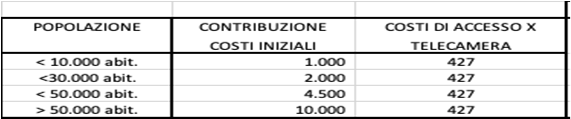 POPOLAZIONE CONTRIBUZIONE COSTI DI ACCESSO X
COSTI INIZIALI TELECAMERA
< 10.000 abit. 1.000 427
<30.000 abit. 2.000 427
< 50.000 abit. 4.500 427
> 50.000 abit. 10.000 427